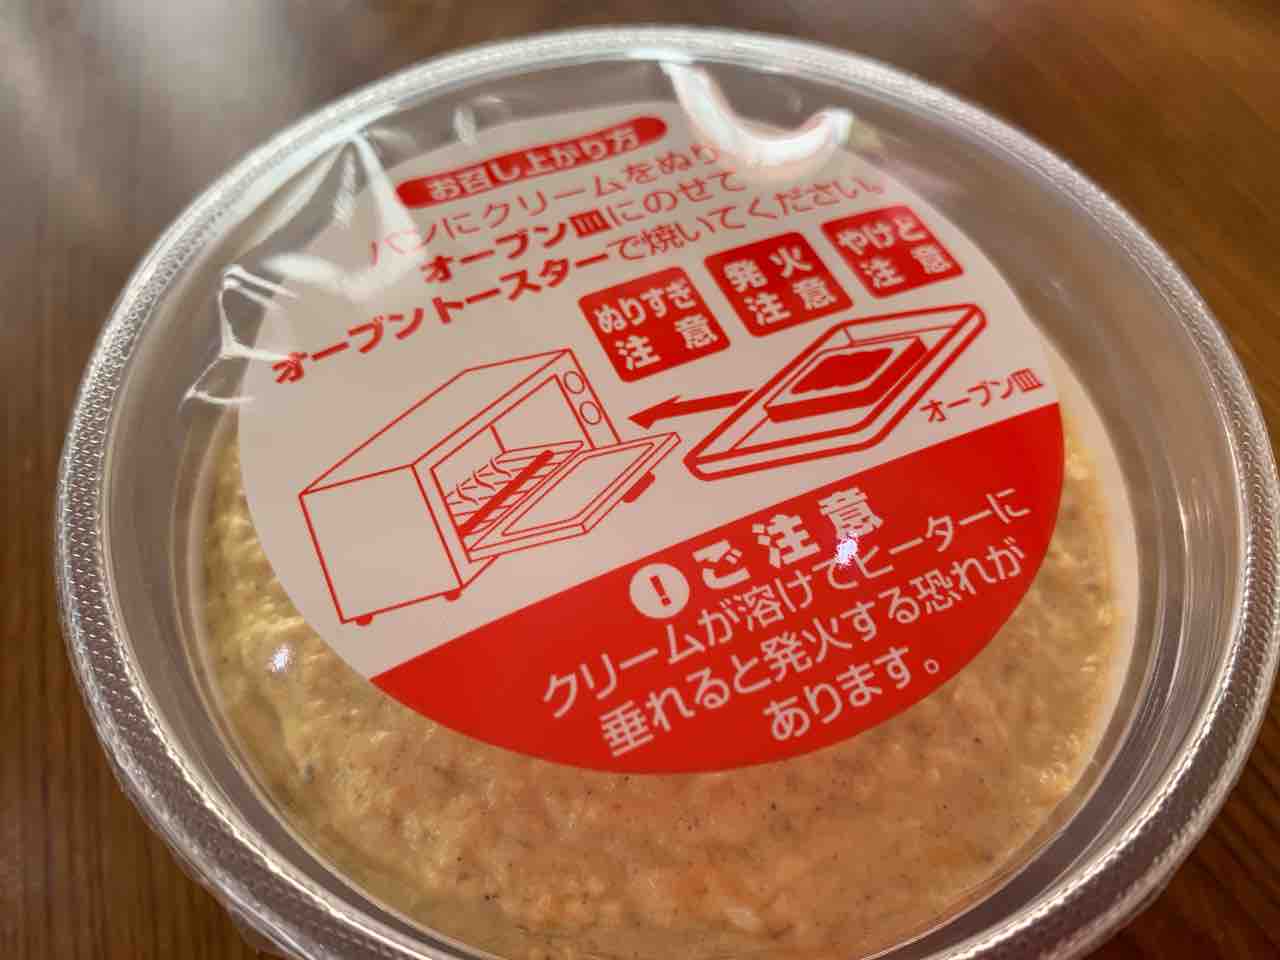 お召し上がり方
パンにクリームをぬり
オーブン皿にのせて
オーブントースターで焼いてください。
ぬりすぎ
注意
発火
注意
やけど
注意
オーブン皿
! ご注意
クリームが溶けてヒーターに
垂れると発火する恐れが
あります。